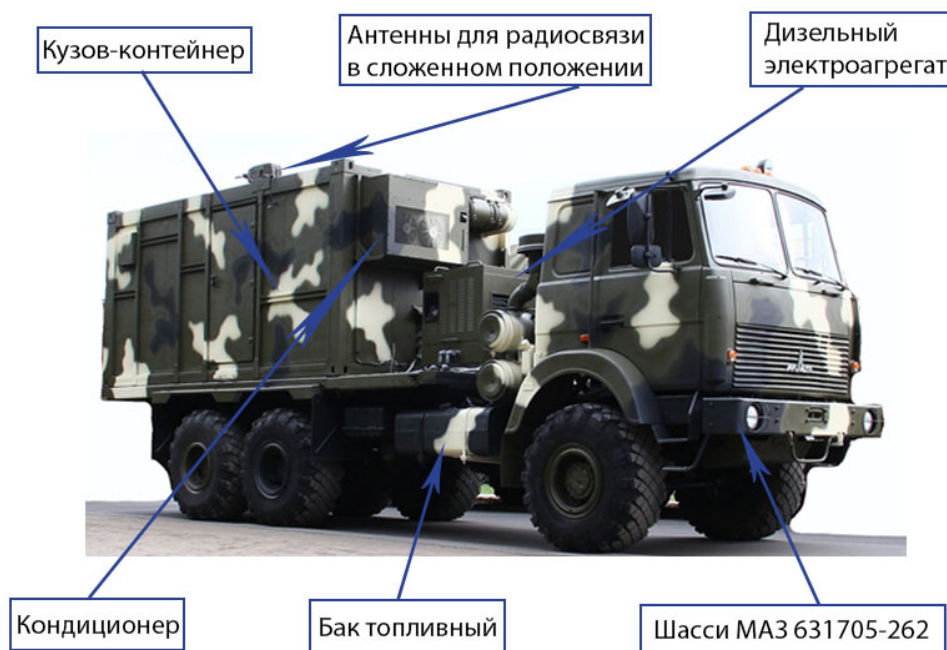 Кузов-контейнер
Антенны для радиосвязи
в сложенном положении
Дизельный
электроагрегат
Кондиционер
Бак топливный
Шасси МАЗ 631705-262